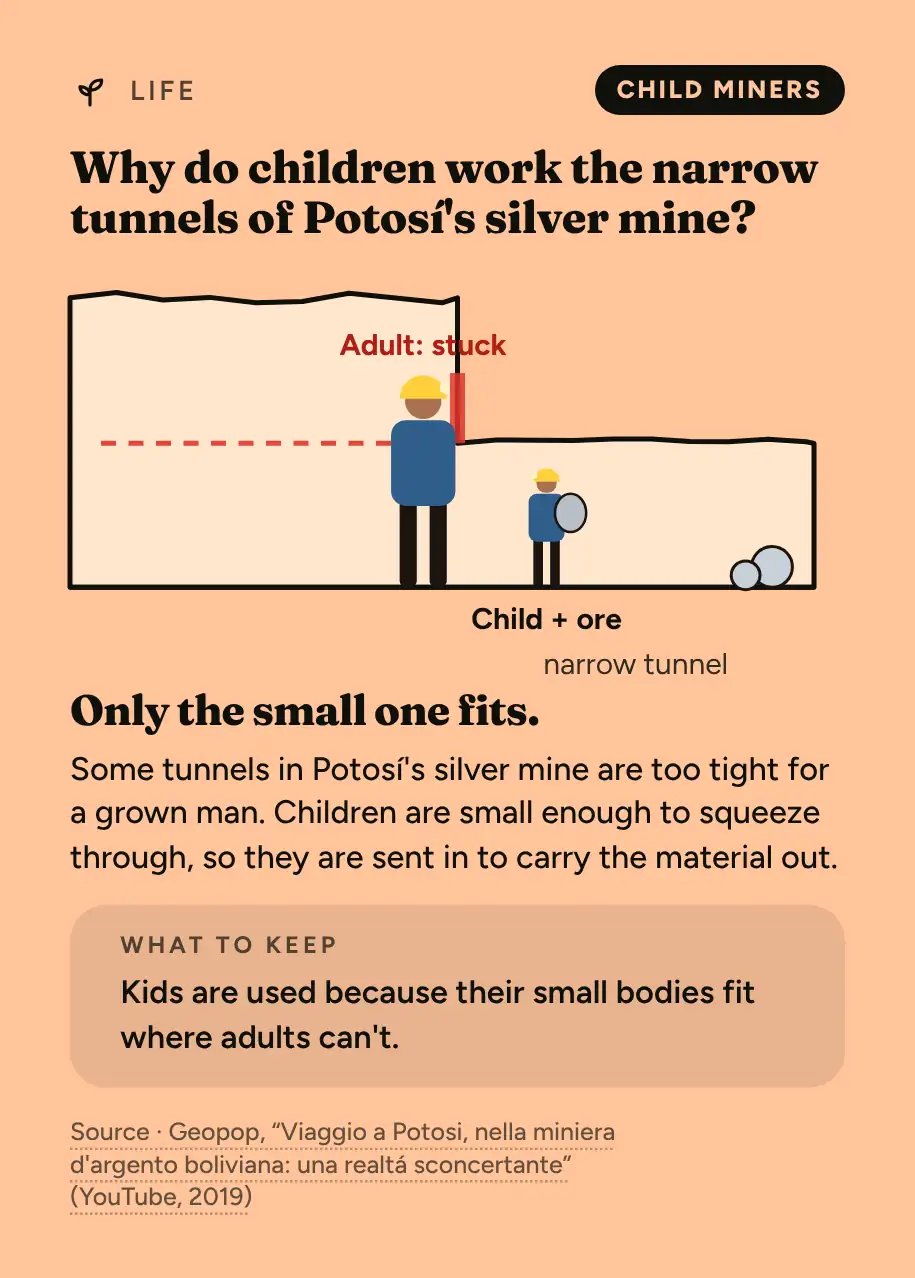 LIFE
CHILD MINERS
Why do children work the narrow
tunnels of Potosí's silver mine?
Adult: stuck
Child + ore
narrow tunnel
Only the small one fits.
Some tunnels in Potosí's silver mine are too tight for
a grown man. Children are small enough to squeeze
through, so they are sent in to carry the material out.
WHAT TO KEEP
Kids are used because their small bodies fit
where adults can't.
Source · Geopop, “Viaggio a Potosi, nella miniera
d'argento boliviana: una realtá sconcertante”
(YouTube, 2019)